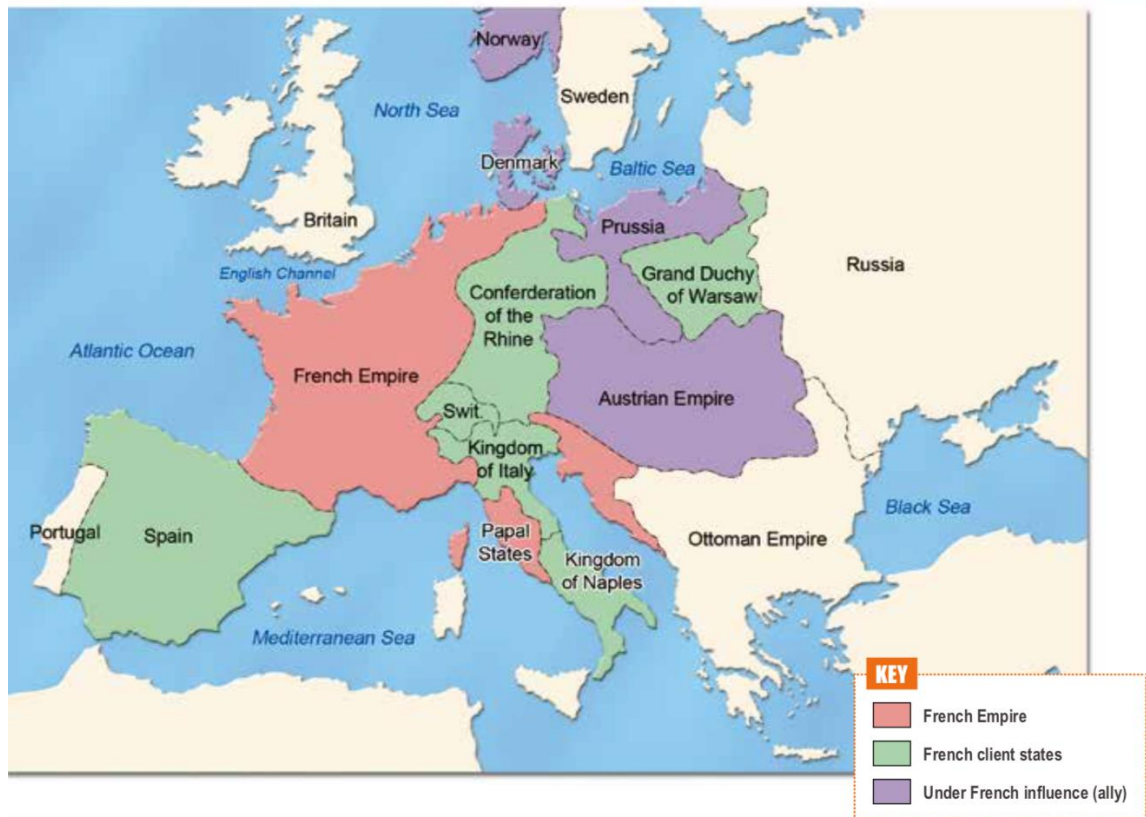 Norway
Sweden
North Sea
Denmark
Baltic Sea
Britain
Prussia
English Channel
Grand Duchy
of Warsaw
Russia
Conferderation
of the
Rhine
Atlantic Ocean
French Empire
Austrian Empire
Swit.
Kingdom
of Italy
Black Sea
Portugal
Spain
Papal
States
Ottoman Empire
Kingdom
of Naples
Mediterranean Sea
KEY
French Empire
French client states
Under French influence (ally)